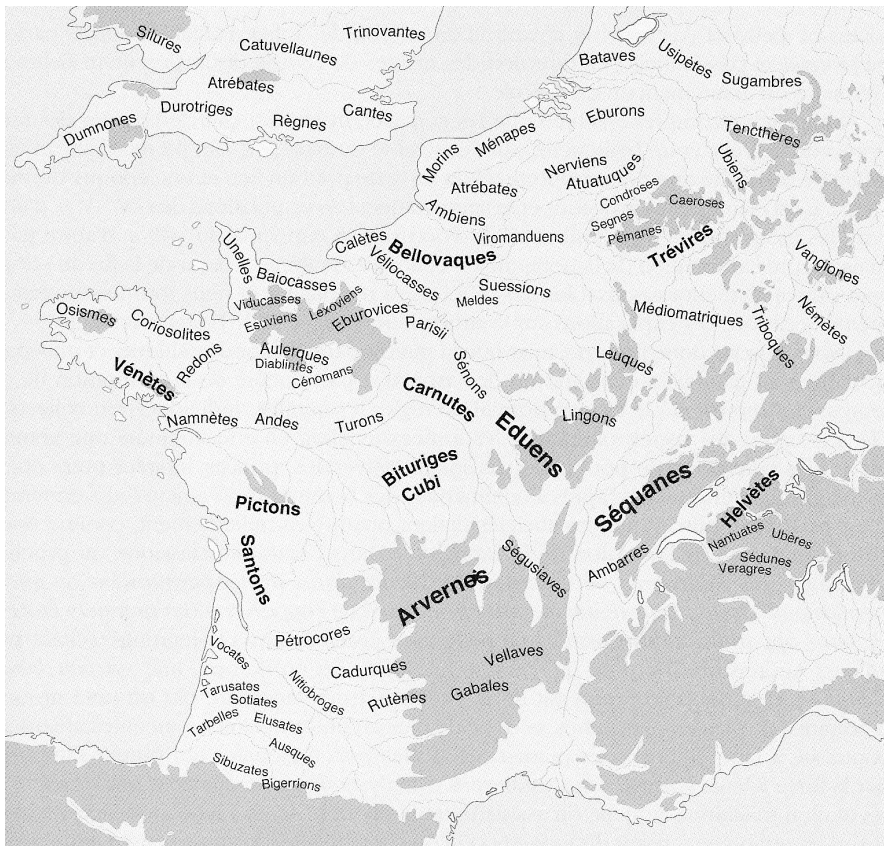 Silures
Catuvellaunes
Trinovantes
Atrébates
Durotriges
Règnes
Cantes
Dumnones
Bataves
Usipètes
Sugambres
Eburons
Tencthères
Ubiens
Morins
Ménapes
Nerviens
Atuatuques
Atrébates
Condroses
Caeroses
Ambiens
Segnes
Pémanes
Viromanduens
Calètes
Bellovaques
Trévires
Vangiones
Unelles
Baiocasses
Véliocasses
Suessions
Meldes
Viducasses
Lexoviens
Esuviens
Eburovices
Parisii
Médiomatriques
Triboques
Némètes
Osismes
Coriosolites
Redons
Aulerques
Diablintes
Cénomans
Sénons
Leuques
Vénètes
Carnutes
Lingons
Namnètes
Andes
Turons
Eduens
Bituriges
Cubi
Séquanes
Helvètes
Pictons
Nantuates
Ubères
Sédunes
Veragres
Santons
Ségusiaves
Ambarres
Arvernes
Pétrocores
Vocates
Cadurques
Vellaves
Nitiobroges
Rutènes
Gabales
Tarusates
Sotiates
Tarbelles
Elusates
Ausques
Sibuzates
Bigerrions